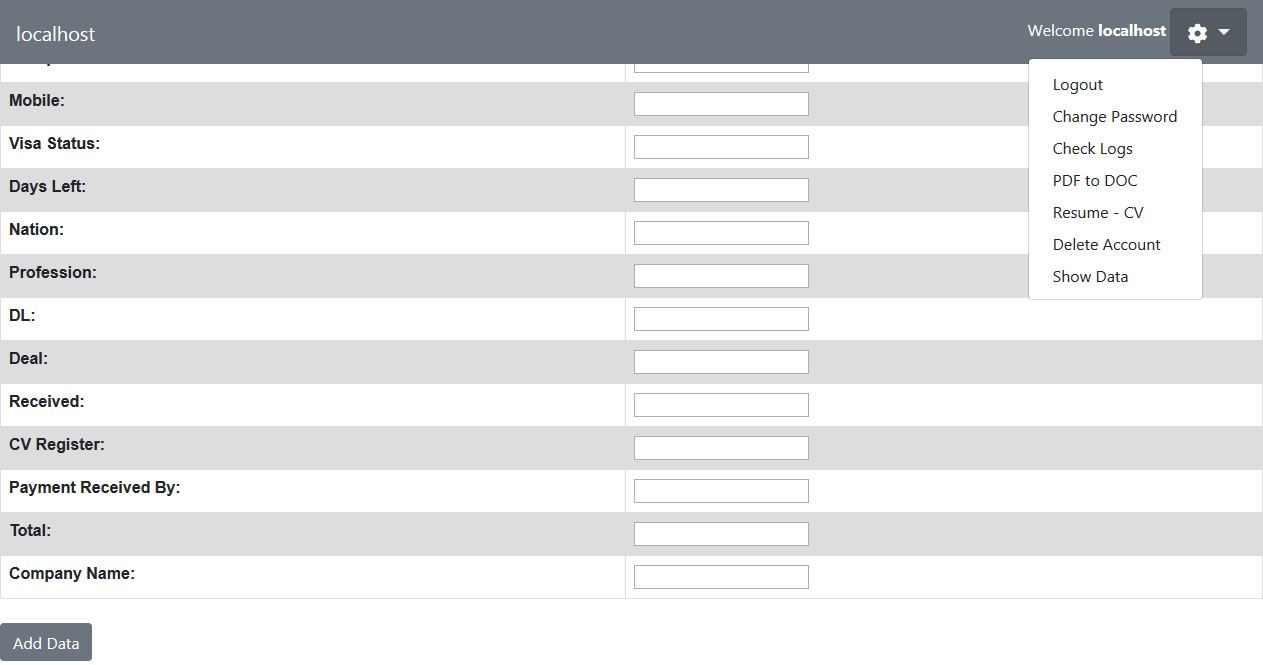 localhost
Welcome localhost
Logout
Change Password
Check Logs
PDF to DOC
Resume - CV
Delete Account
Show Data
Mobile:
Visa Status:
Days Left:
Nation:
Profession:
DL:
Deal:
Received:
CV Register:
Payment Received By:
Total:
Company Name:
Add Data